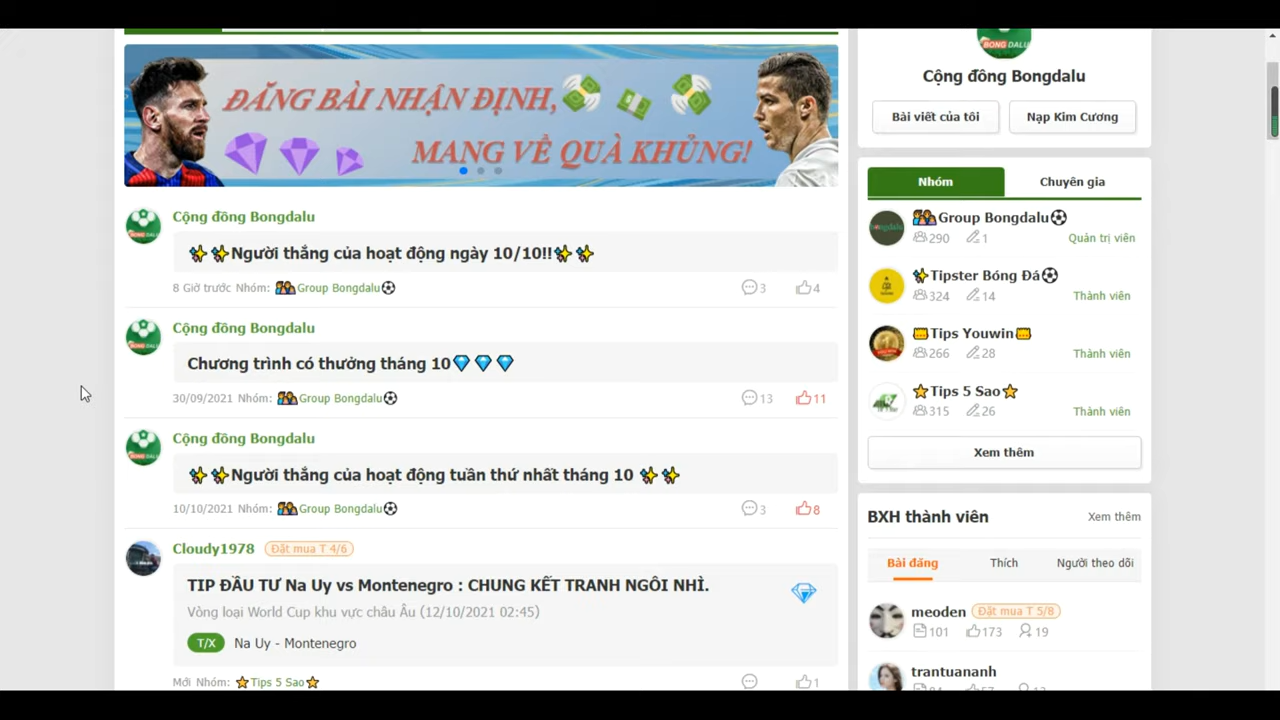 ĐĂNG BÀI NHẬN ĐỊNH,
MANG VỀ QUÀ KHỦNG!
Cộng đông Bongdalu
Người thắng của hoạt động ngày 10/10!!
8 Giờ trước Nhóm: Group Bongdalu
3 4
Cộng đông Bongdalu
Chương trình có thưởng tháng 10
30/09/2021 Nhóm: Group Bongdalu
13 11
Cộng đông Bongdalu
Người thắng của hoạt động tuần thứ nhất tháng 10
10/10/2021 Nhóm: Group Bongdalu
3 8
Cloudy1978 Đặt mua T 4/6
TIP ĐẦU TƯ Na Uy vs Montenegro : CHUNG KẾT TRANH NGÔI NHÌ.
Vòng loại World Cup khu vực châu Âu (12/10/2021 02:45)
T/X Na Uy - Montenegro
Mới Nhóm: Tips 5 Sao
1
BONG DALU
Cộng đông Bongdalu
Bài viết của tôi Nạp Kim Cương
Nhóm Chuyên gia
Group Bongdalu
290 1 Quản trị viên
Tipster Bóng Đá
324 14 Thành viên
Tips Youwin
266 28 Thành viên
Tips 5 Sao
315 26 Thành viên
Xem thêm
BXH thành viên Xem thêm
Bài đăng Thích Người theo dõi
meoden Đặt mua T 5/8
101 173 19
trantuananh